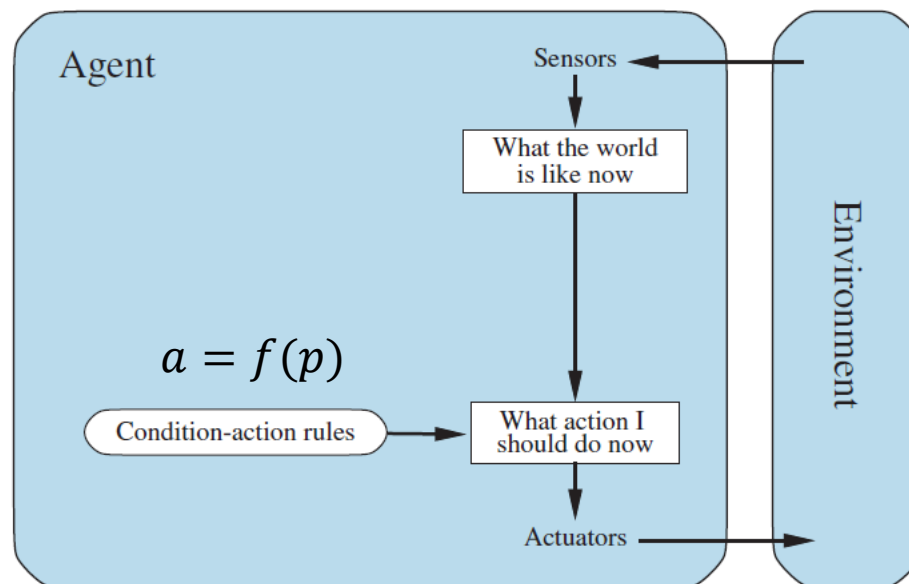 Agent
Sensors
What the world
is like now
Environment
𝑎 = 𝑓(𝑝)
Condition-action rules
What action I
should do now
Actuators